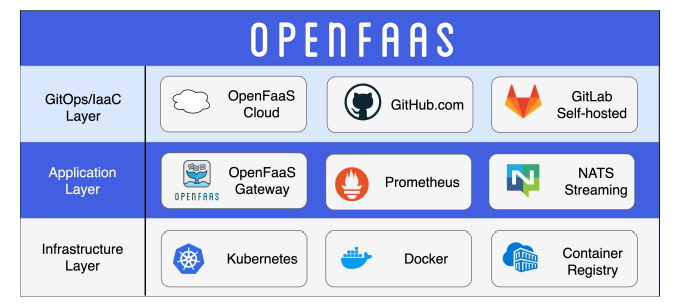 OPENFAAS
GitOps/IaaC
Layer
OpenFaaS
Cloud
GitHub.com
GitLab
Self-hosted
Application
Layer
OPENFAAS
OpenFaaS
Gateway
Prometheus
N
NATS
Streaming
Infrastructure
Layer
Kubernetes
Docker
Container
Registry